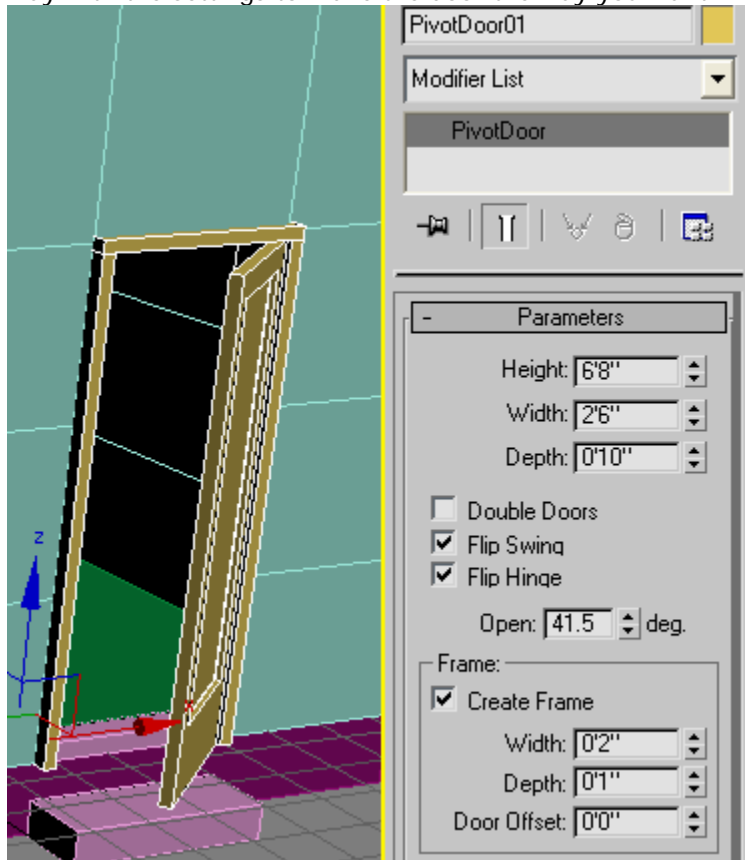 PivotDoor01
Modifier List
PivotDoor
- Parameters
Height: 6'8"
Width: 2'6"
Depth: 0'10"
Double Doors
Flip Swing
Flip Hinge
Open: 41.5 deg.
Frame:
Create Frame
Width: 0'2"
Depth: 0'1"
Door Offset: 0'0"
z
x